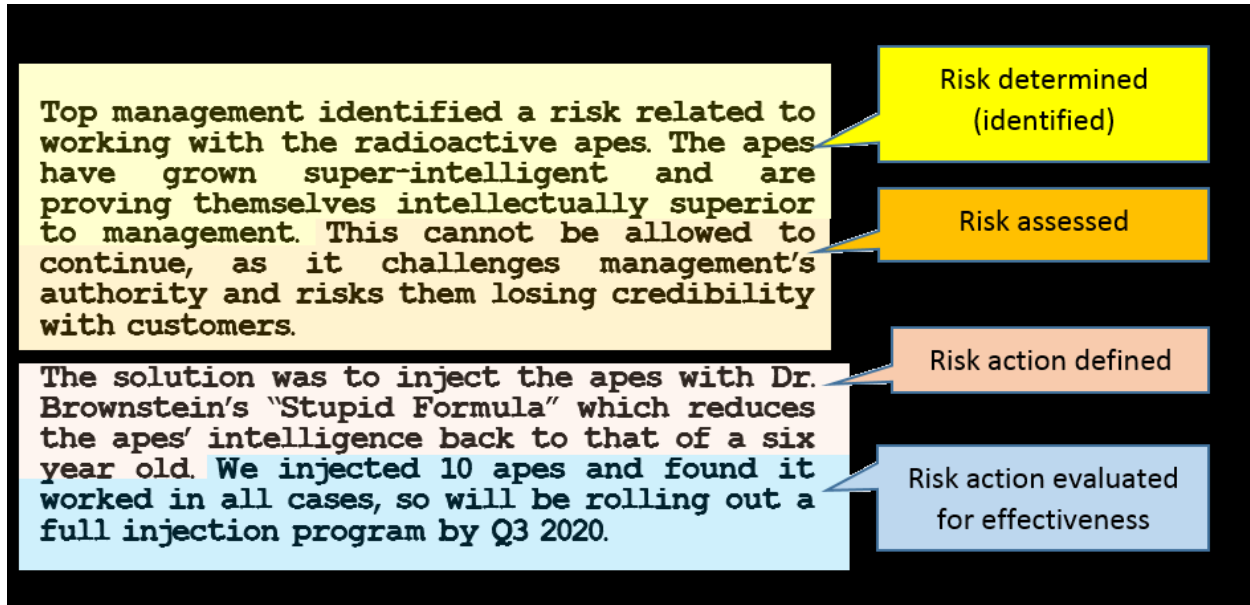 Top management identified a risk related to
working with the radioactive apes. The apes
have grown super-intelligent and are
proving themselves intellectually superior
to management. This cannot be allowed to
continue, as it challenges management's
authority and risks them losing credibility
with customers.
The solution was to inject the apes with Dr.
Brownstein's "Stupid Formula" which reduces
the apes' intelligence back to that of a six
year old. We injected 10 apes and found it
worked in all cases, so will be rolling out a
full injection program by Q3 2020.
Risk determined
(identified)
Risk assessed
Risk action defined
Risk action evaluated
for effectiveness